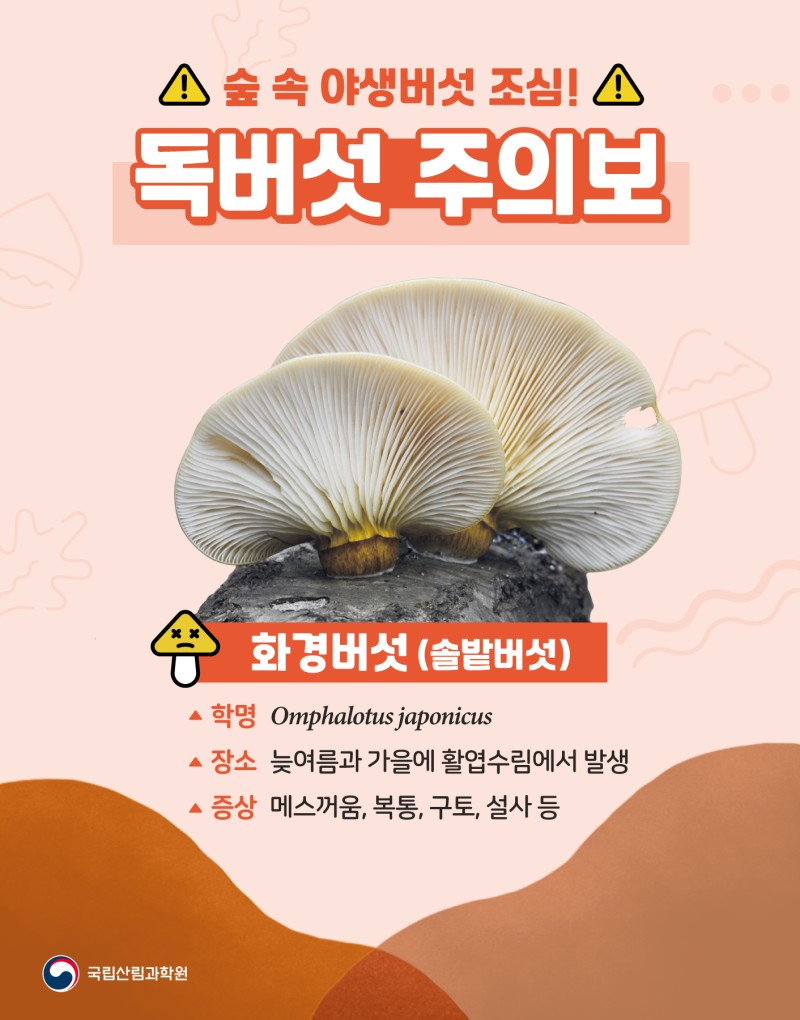 숲 속 야생버섯 조심!
독버섯 주의보
화경버섯 (솔밭버섯)
▲ 학명 Omphalotus japonicus
▲ 장소 늦여름과 가을에 활엽수림에서 발생
▲ 증상 메스꺼움, 복통, 구토, 설사 등
국립산림과학원